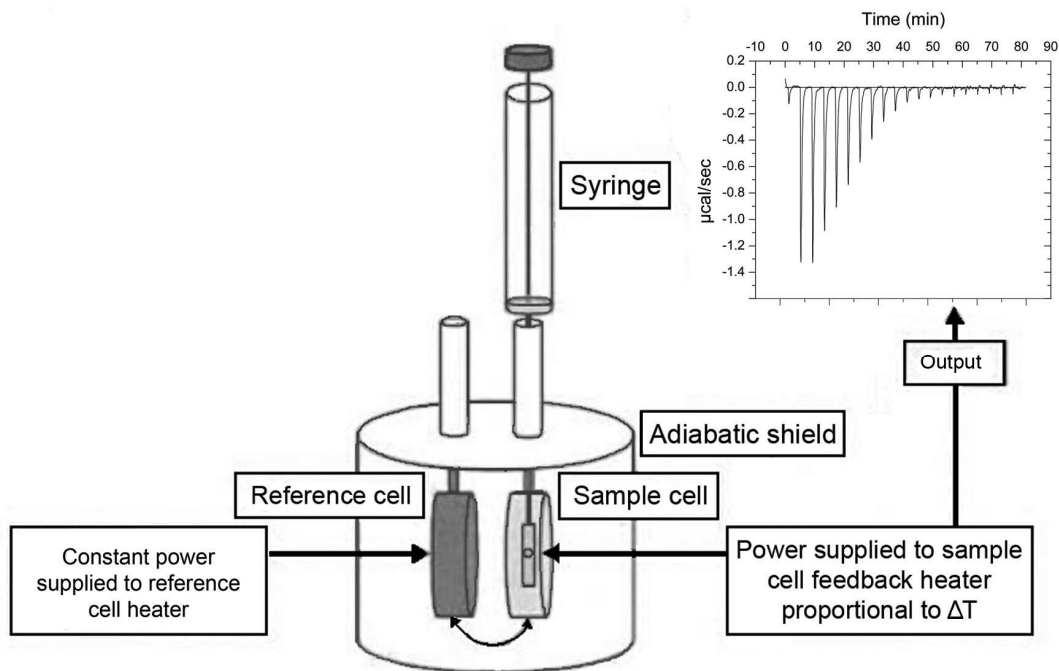 Time (min)
-10 0 10 20 30 40 50 60 70 80 90
0.2
0.0
-0.2
-0.4
-0.6
-0.8
-1.0
-1.2
-1.4
µcal/sec
Syringe
Output
Adiabatic shield
Reference cell
Sample cell
Constant power
supplied to reference
cell heater
Power supplied to sample
cell feedback heater
proportional to ΔT